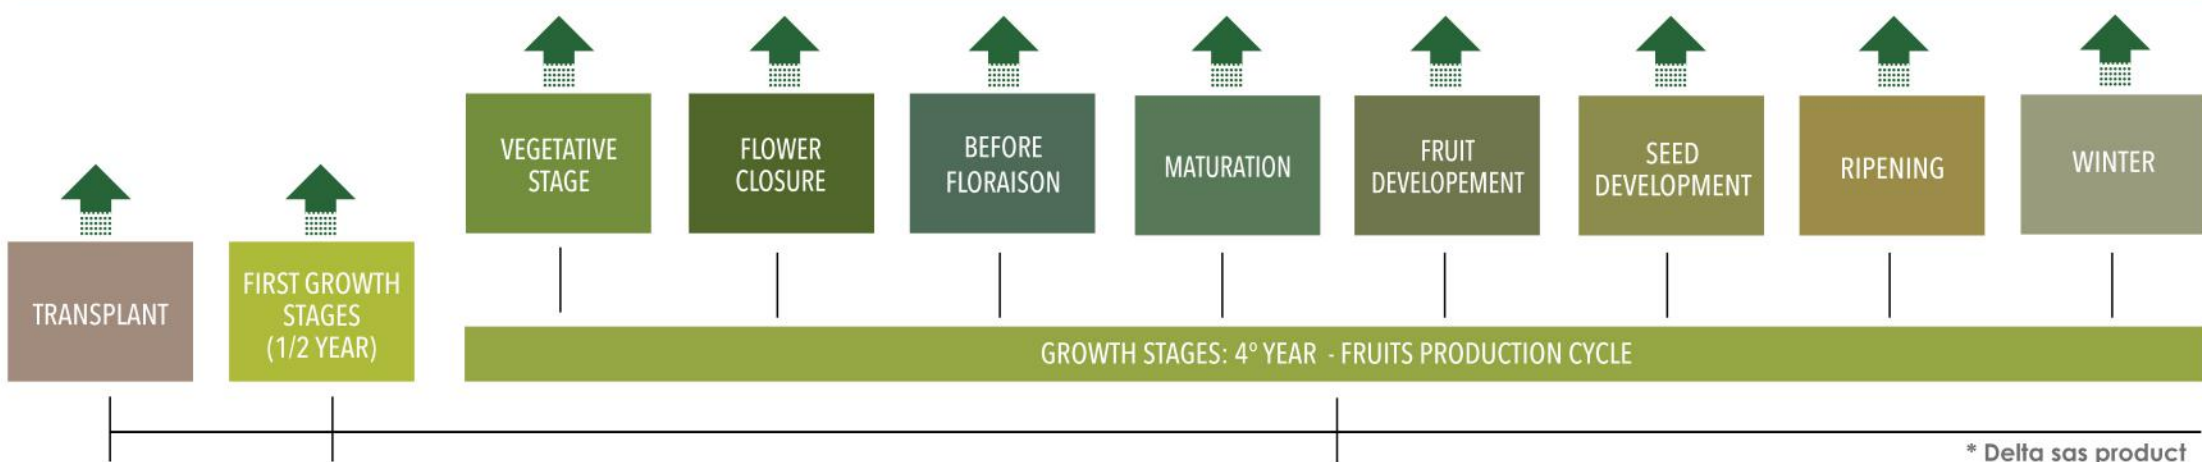 VEGETATIVE
STAGE
FLOWER
CLOSURE
BEFORE
FLORAISON
MATURATION
FRUIT
DEVELOPEMENT
SEED
DEVELOPMENT
RIPENING
WINTER
TRANSPLANT
FIRST GROWTH
STAGES
(1/2 YEAR)
GROWTH STAGES: 4° YEAR - FRUITS PRODUCTION CYCLE
* Delta sas product